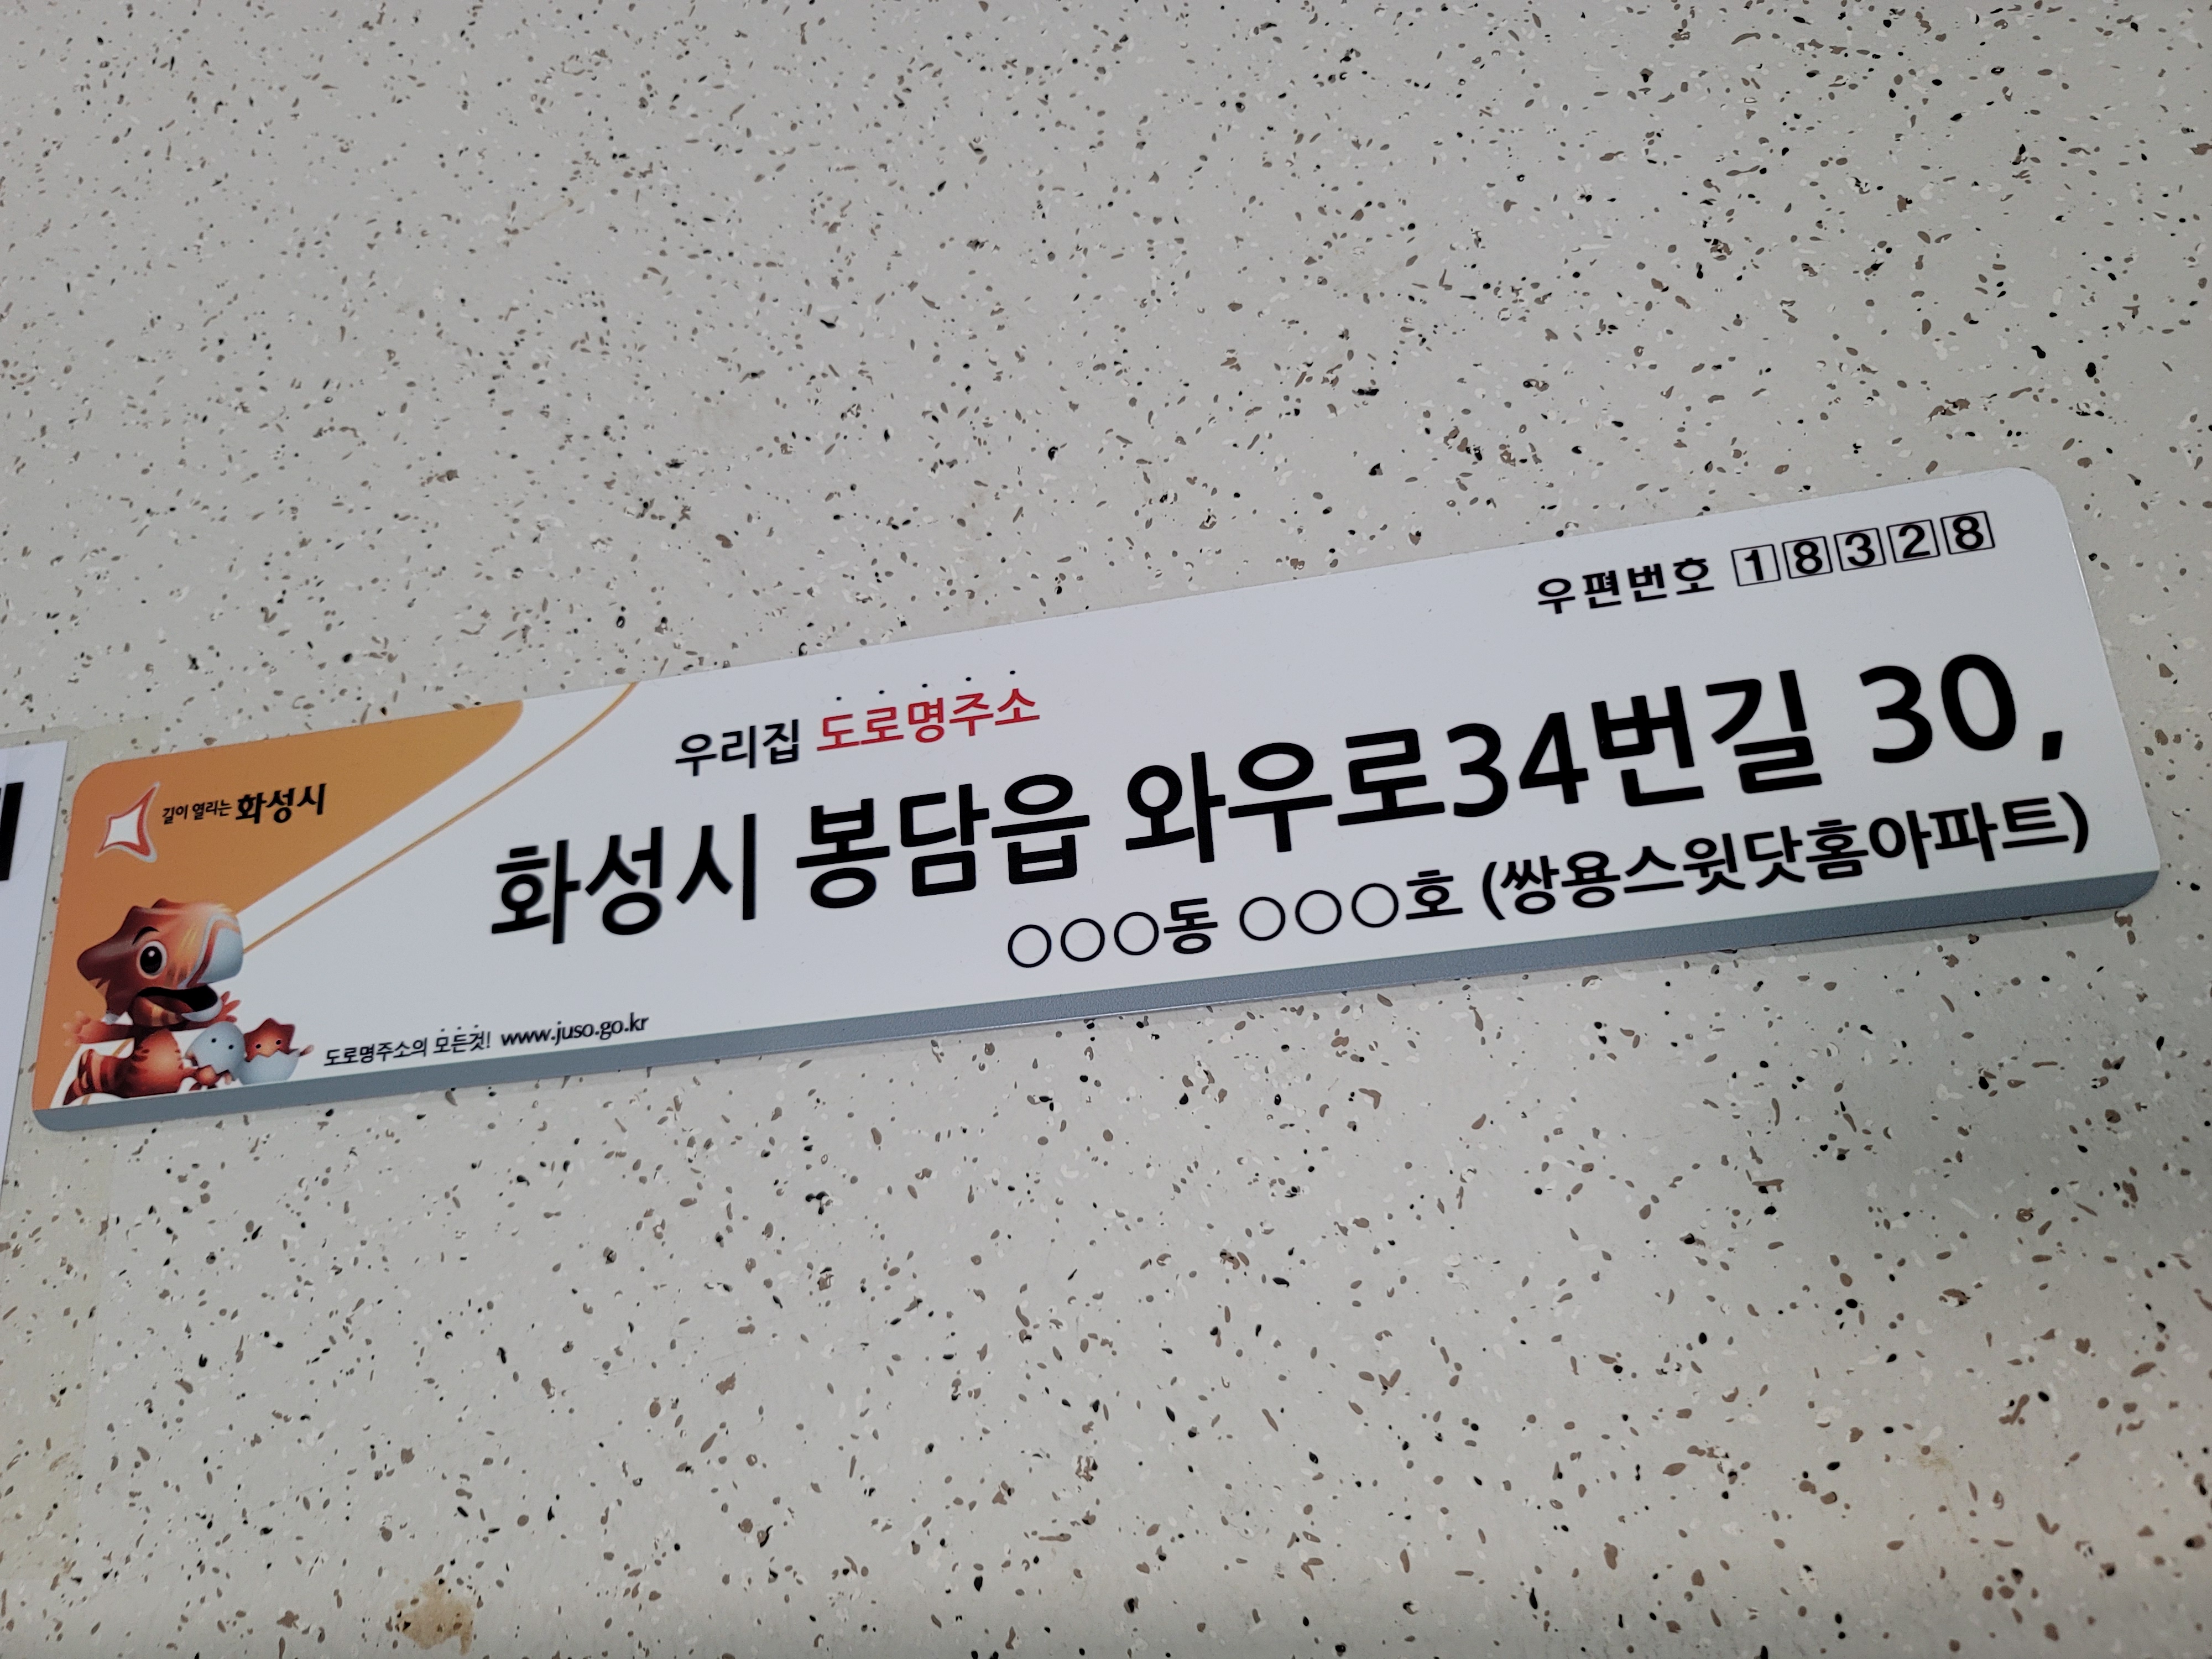 우편번호 18328
우리집 도로명주소
길이 열리는 화성시
화성시 봉담읍 와우로34번길 30,
○○○동 ○○○호 (쌍용스윗닷홈아파트)
도로명주소의 모든것! www.juso.go.kr